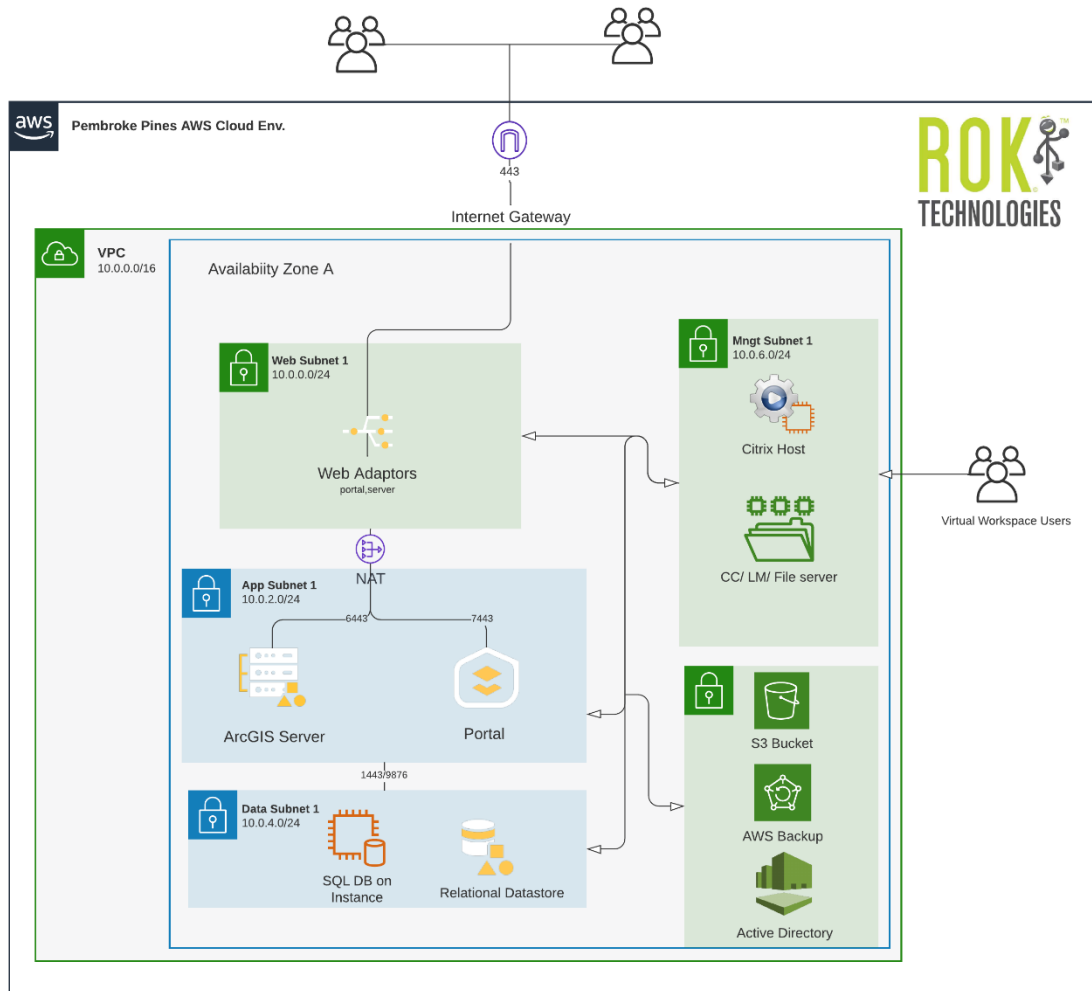 aws
Pembroke Pines AWS Cloud Env.
ROK
TM
TECHNOLOGIES
443
Internet Gateway
VPC
10.0.0.0/16
Availabiity Zone A
Web Subnet 1
10.0.0.0/24
Web Adaptors
portal,server
Mngt Subnet 1
10.0.6.0/24
Citrix Host
CC/ LM/ File server
Virtual Workspace Users
NAT
App Subnet 1
10.0.2.0/24
6443
7443
ArcGIS Server
Portal
1443/9876
Data Subnet 1
10.0.4.0/24
SQL DB on
Instance
Relational Datastore
S3 Bucket
AWS Backup
Active Directory